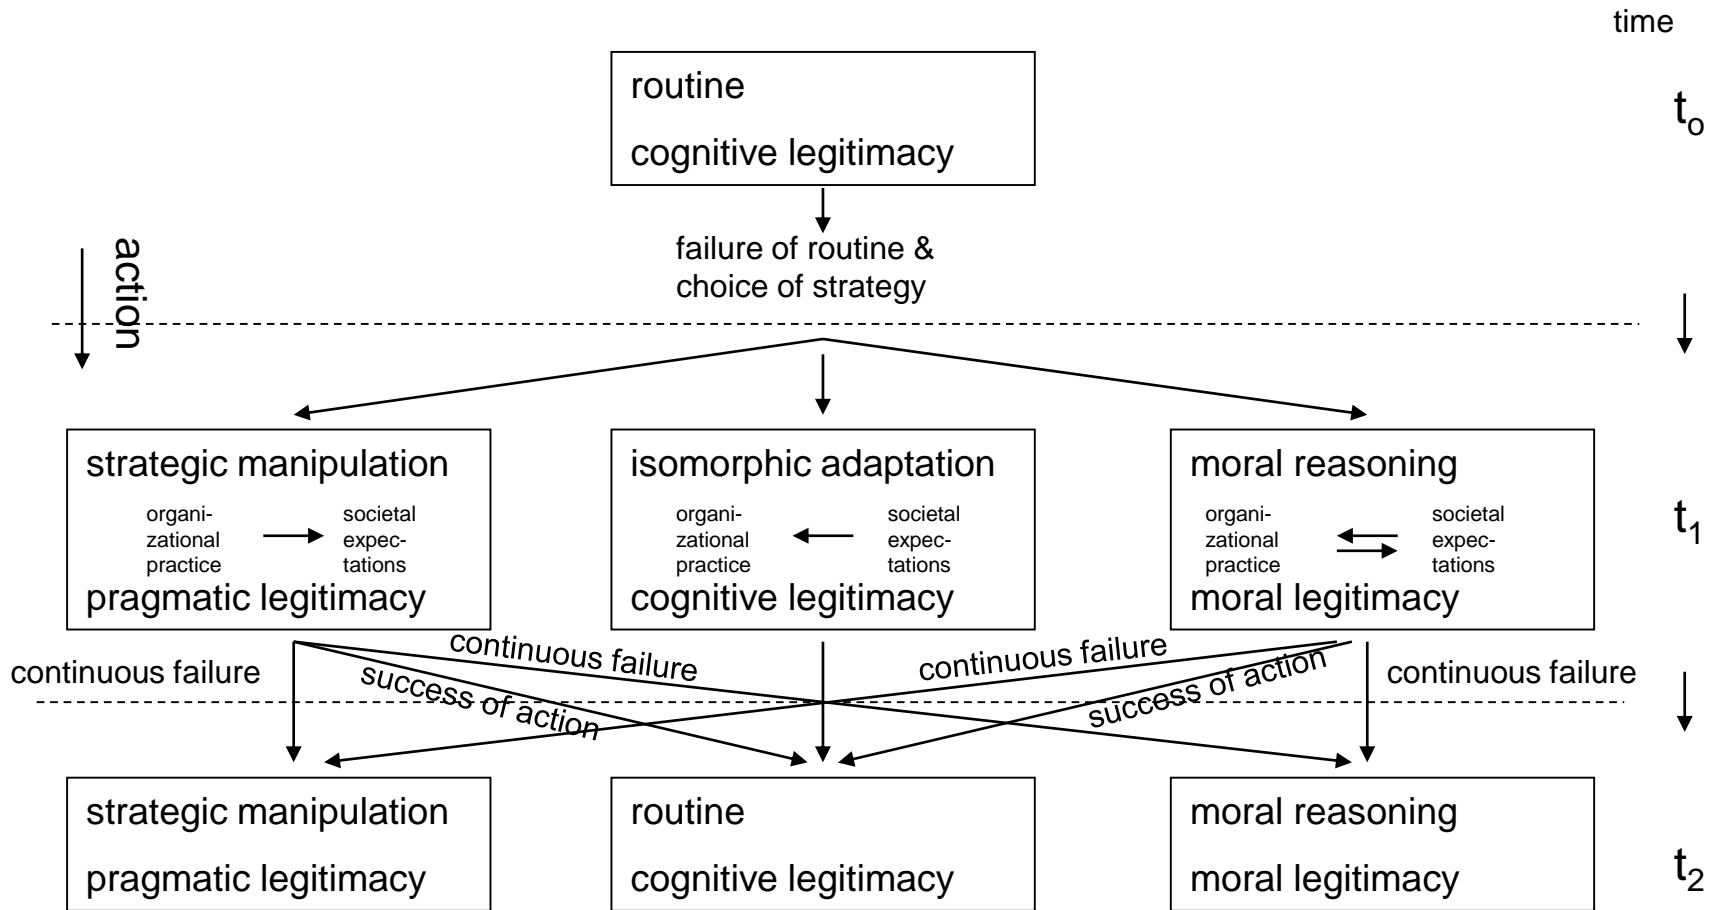 time
routine
cognitive legitimacy
t₀
failure of routine &
choice of strategy
action
strategic manipulation
organi-
zational
practice
societal
expec-
tations
pragmatic legitimacy
isomorphic adaptation
organi-
zational
practice
societal
expec-
tations
cognitive legitimacy
moral reasoning
organi-
zational
practice
societal
expec-
tations
moral legitimacy
t₁
continuous failure
success of action
continuous failure
continuous failure
success of action
continuous failure
strategic manipulation
pragmatic legitimacy
routine
cognitive legitimacy
moral reasoning
moral legitimacy
t₂